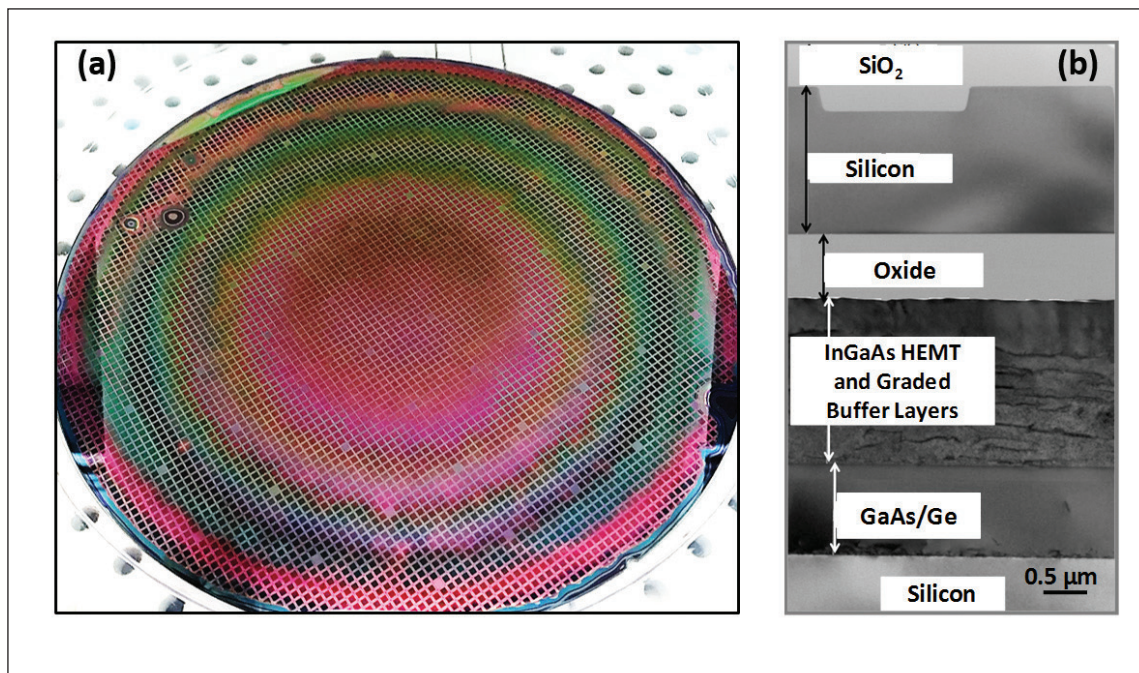 (a)
(b)
SiO₂
Silicon
Oxide
InGaAs HEMT
and Graded
Buffer Layers
GaAs/Ge
0.5 µm
Silicon